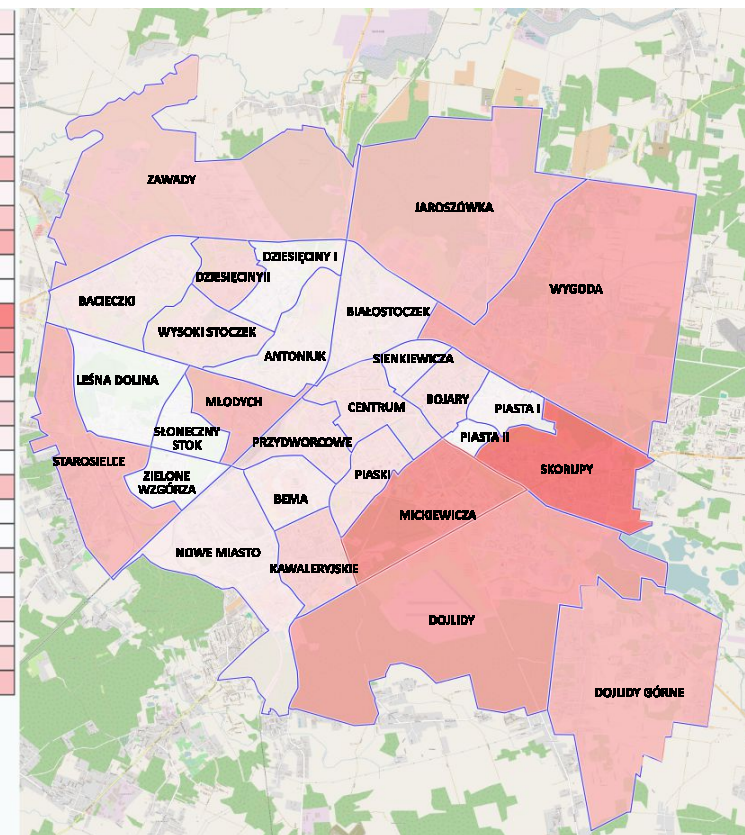 ZAWADY
JAROSZÓWKA
DZIESIĘCINY I
DZIESIĘCINY II
WYGODA
BACIECZKI
BIAŁOSTOCZEK
WYSOKI STOCZEK
ANTONIUK
SIENKIEWICZA
LEŚNA DOLINA
MŁODYCH
CENTRUM
BOJARY
PIASTA I
SŁONECZNY
STOK
PRZYDWORCOWE
PIASTA II
STAROSIELCE
SKORUPY
ZIELONE
WZGÓRZA
PIASKI
BEMA
MICKIEWICZA
NOWE MIASTO
KAWALERYJSKIE
DOJLIDY
DOJLIDY GÓRNE